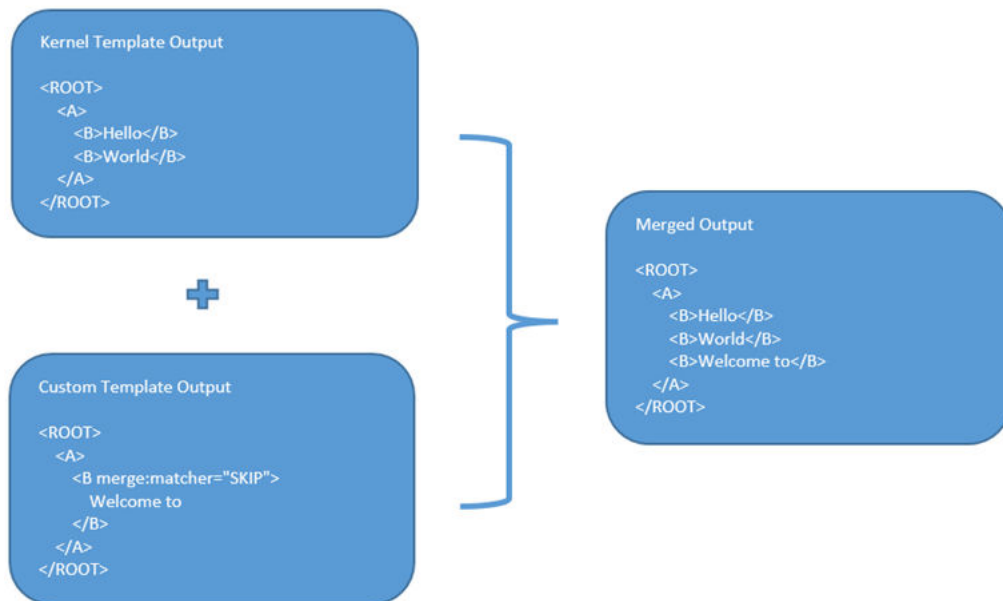 Kernel Template Output
<ROOT>
<A>
<B>Hello</B>
<B>World</B>
</A>
</ROOT>
Custom Template Output
<ROOT>
<A>
<B merge:matcher="SKIP">
Welcome to
</B>
</A>
</ROOT>
Merged Output
<ROOT>
<A>
<B>Hello</B>
<B>World</B>
<B>Welcome to</B>
</A>
</ROOT>